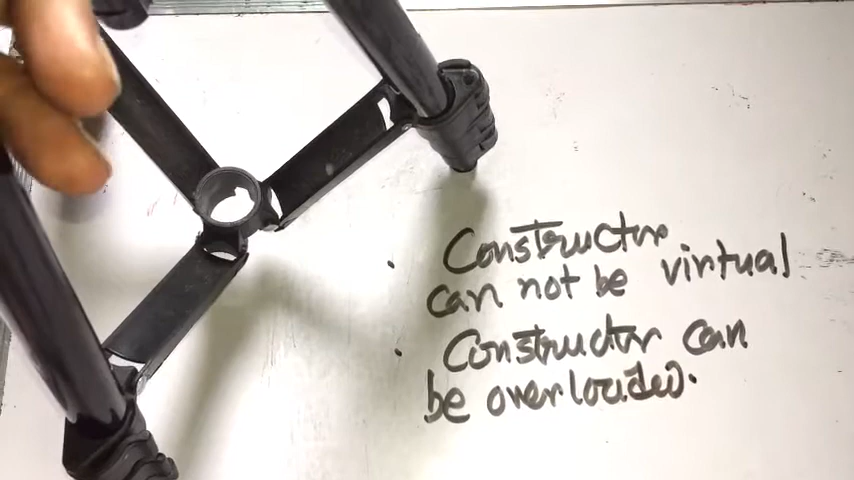 . Constructor
can not be virtual
. Constructor can
be overloaded.